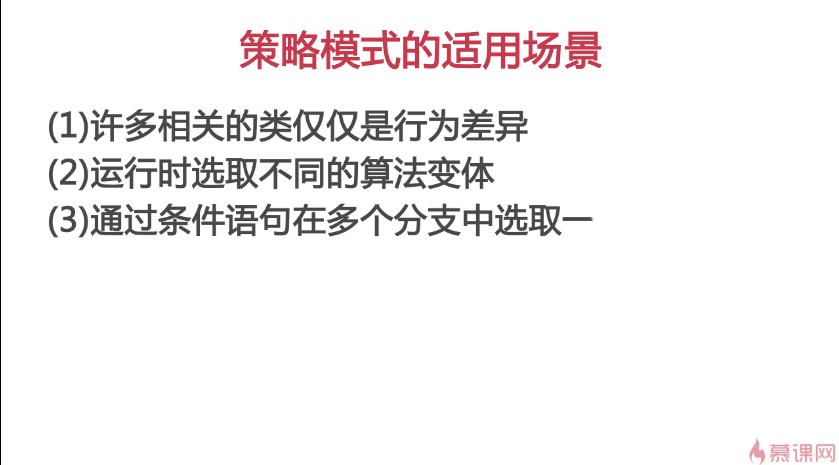 策略模式的适用场景
(1)许多相关的类仅仅是行为差异
(2)运行时选取不同的算法变体
(3)通过条件语句在多个分支中选取一
慕课网